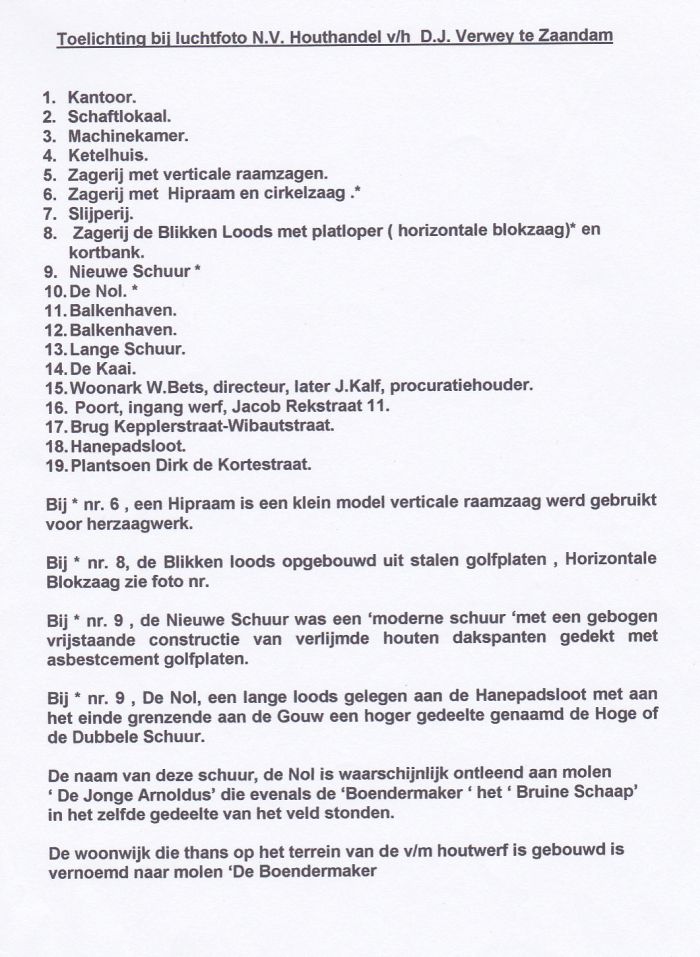 Toelichting bij luchtfoto N.V. Houthandel v/h  D.J. Verwey te Zaandam
1. Kantoor.
2. Schaftlokaal.
3. Machinekamer.
4. Ketelhuis.
5. Zagerij met verticale raamzagen.
6. Zagerij met  Hipraam en cirkelzaag .*
7. Slijperij.
8. Zagerij de Blikken Loods met platloper ( horizontale blokzaag)* en
kortbank.
9. Nieuwe Schuur *
10. De Nol. *
11. Balkenhaven.
12. Balkenhaven.
13. Lange Schuur.
14. De Kaai.
15. Woonark W.Bets, directeur, later J.Kalf, procuratiehouder.
16. Poort, ingang werf, Jacob Rekstraat 11.
17. Brug Kepplerstraat-Wibautstraat.
18. Hanepadsloot.
19. Plantsoen Dirk de Kortestraat.
Bij * nr. 6 , een Hipraam is een klein model verticale raamzaag werd gebruikt
voor herzaagwerk.
Bij * nr. 8, de Blikken loods opgebouwd uit stalen golfplaten , Horizontale
Blokzaag zie foto nr.
Bij * nr. 9 , de Nieuwe Schuur was een ‘moderne schuur ‘met een gebogen
vrijstaande constructie van verlijmde houten dakspanten gedekt met
asbestcement golfplaten.
Bij * nr. 9 , De Nol, een lange loods gelegen aan de Hanepadsloot met aan
het einde grenzende aan de Gouw een hoger gedeelte genaamd de Hoge of
de Dubbele Schuur.
De naam van deze schuur, de Nol is waarschijnlijk ontleend aan molen
‘ De Jonge Arnoldus’ die evenals de ‘Boendermaker ‘ het ‘ Bruine Schaap’
in het zelfde gedeelte van het veld stonden.
De woonwijk die thans op het terrein van de v/m houtwerf is gebouwd is
vernoemd naar molen ‘De Boendermaker